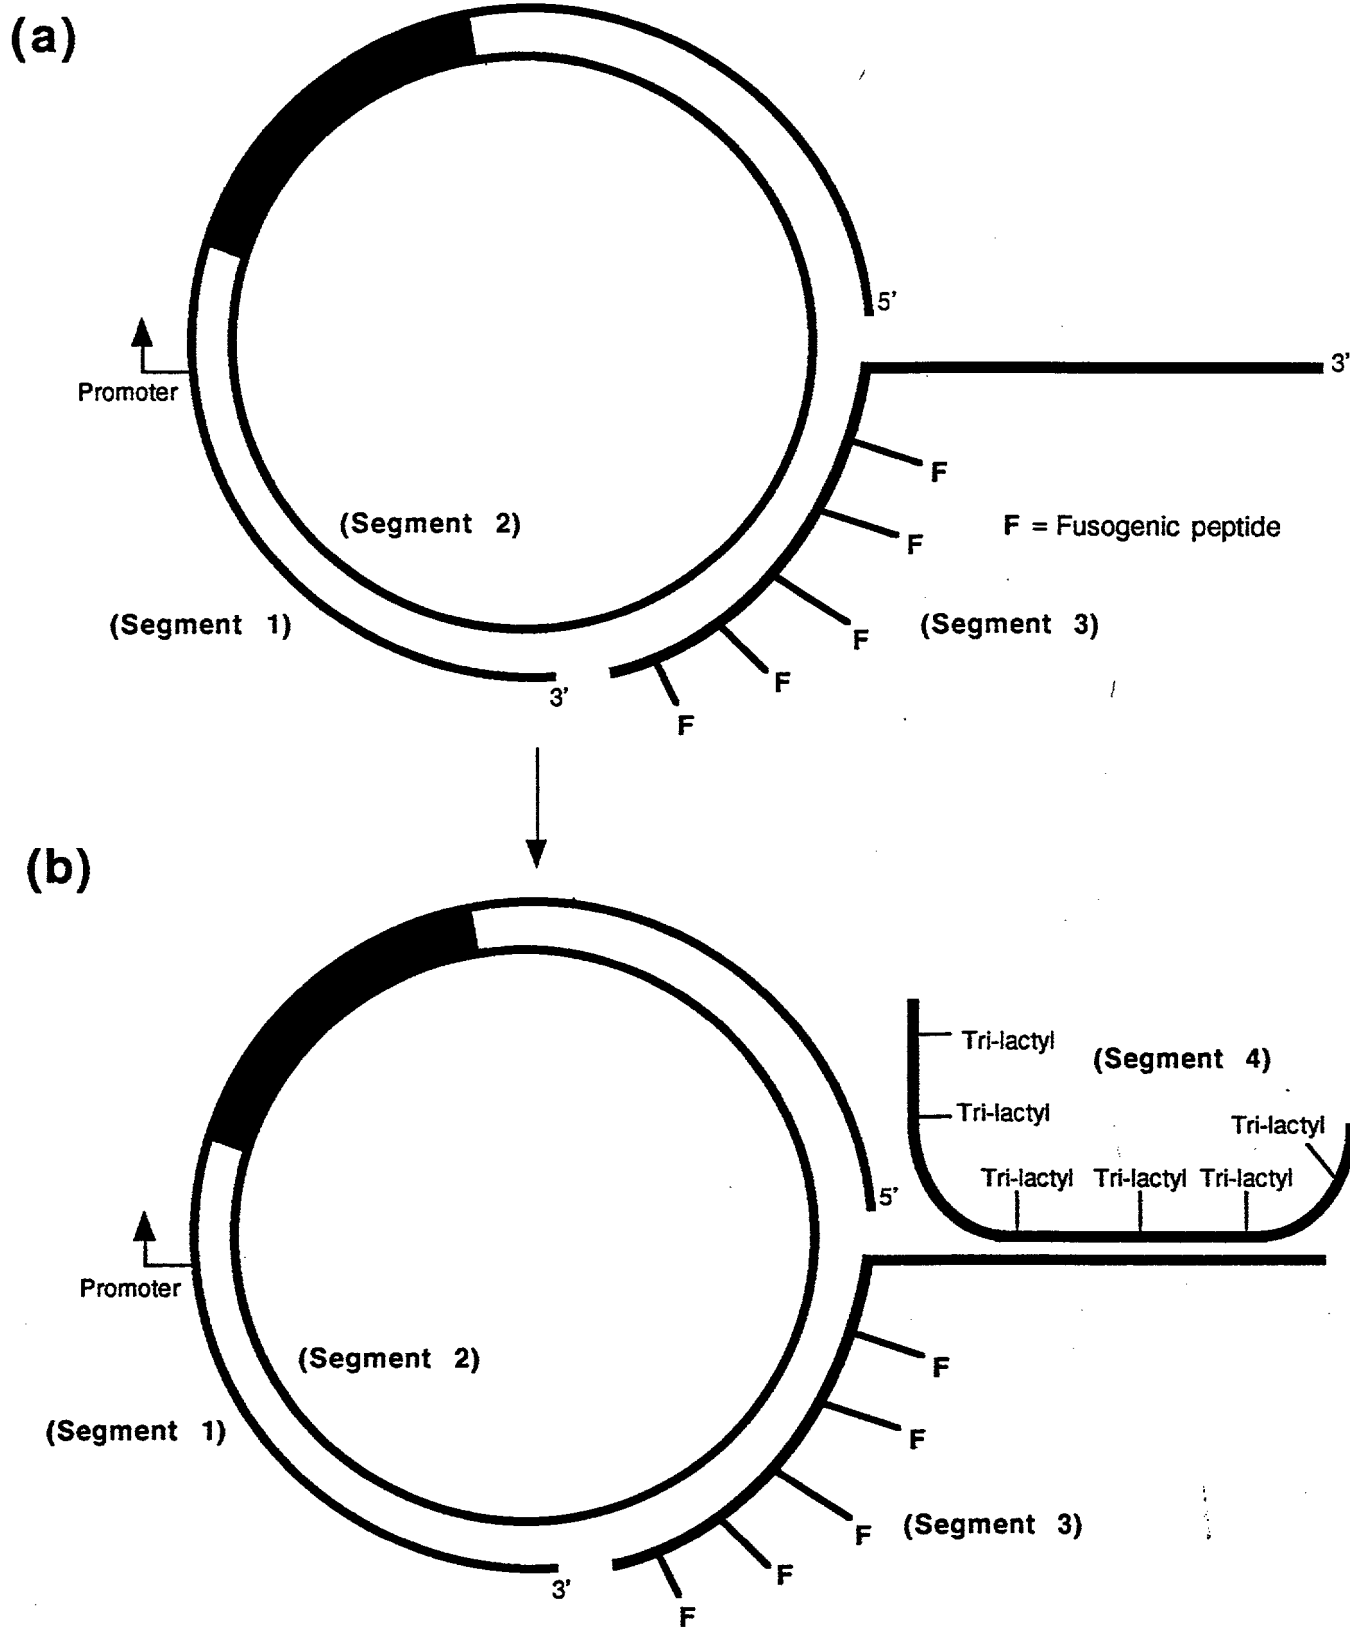 (a)
5'
3'
Promoter
F
(Segment 2)
F = Fusogenic peptide
F
(Segment 1)
F
(Segment 3)
F
3'
F
(b)
Tri-lactyl
(Segment 4)
Tri-lactyl
Tri-lactyl
Tri-lactyl Tri-lactyl Tri-lactyl
5'
Promoter
(Segment 2)
F
(Segment 1)
F
F
(Segment 3)
F
3'
F